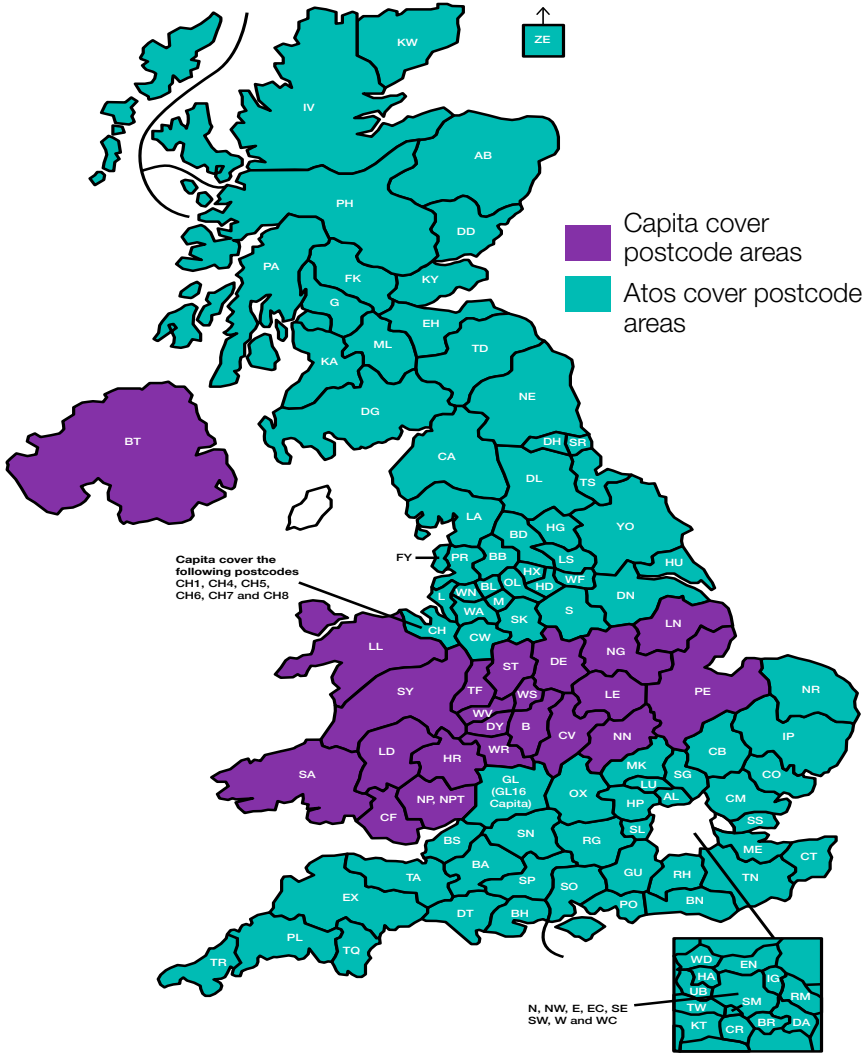 KW
ZE
IV
AB
PH
DD
Capita cover
postcode areas
PA
FK
KY
Atos cover postcode
areas
G
EH
ML
TD
KA
NE
DG
BT
DH
SR
CA
DL
TS
LA
HG
YO
BD
FY
PR
BB
LS
HU
Capita cover the
following postcodes
CH1, CH4, CH5,
CH6, CH7 and CH8
HX
WF
L
WN
BL
OL
HD
DN
M
WA
SK
S
CH
CW
LN
LL
ST
DE
NG
SY
TF
WS
LE
PE
NR
WV
DY
B
CV
NN
IP
LD
HR
WR
CB
SA
MK
SG
CO
GL
(GL16
Capita)
LU
NP, NPT
OX
HP
AL
CM
CF
SS
BS
SN
RG
SL
ME
CT
BA
GU
RH
TN
TA
SP
SO
EX
PO
BN
DT
BH
PL
TQ
TR
WD
EN
HA
IG
UB
RM
TW
SM
N, NW, E, EC, SE
SW, W and WC
KT
CR
BR
DA